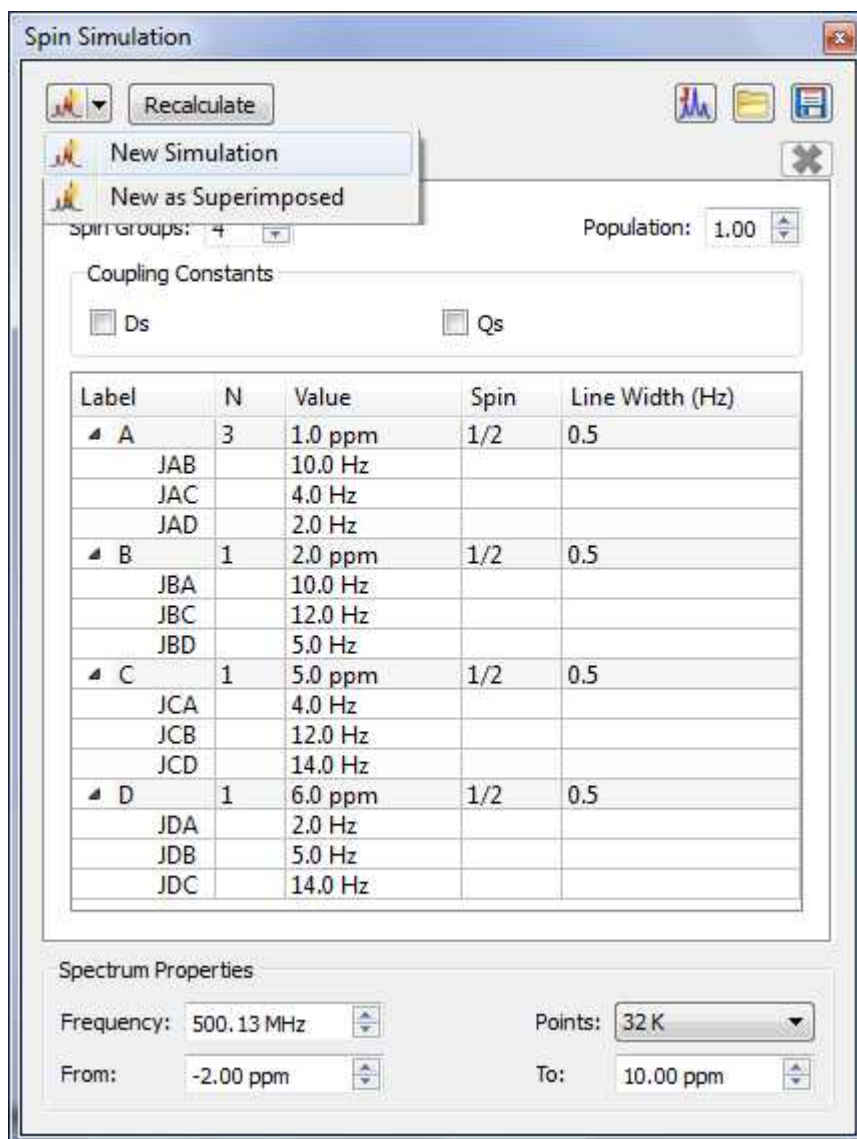 Spin Simulation
Recalculate
New Simulation
New as Superimposed
Spin Groups: 4 Population: 1.00
Coupling Constants
Ds Qs
Label N Value Spin Line Width (Hz)
A 3 1.0 ppm 1/2 0.5
JAB 10.0 Hz
JAC 4.0 Hz
JAD 2.0 Hz
B 1 2.0 ppm 1/2 0.5
JBA 10.0 Hz
JBC 12.0 Hz
JBD 5.0 Hz
C 1 5.0 ppm 1/2 0.5
JCA 4.0 Hz
JCB 12.0 Hz
JCD 14.0 Hz
D 1 6.0 ppm 1/2 0.5
JDA 2.0 Hz
JDB 5.0 Hz
JDC 14.0 Hz
Spectrum Properties
Frequency: 500.13 MHz Points: 32 K
From: -2.00 ppm To: 10.00 ppm